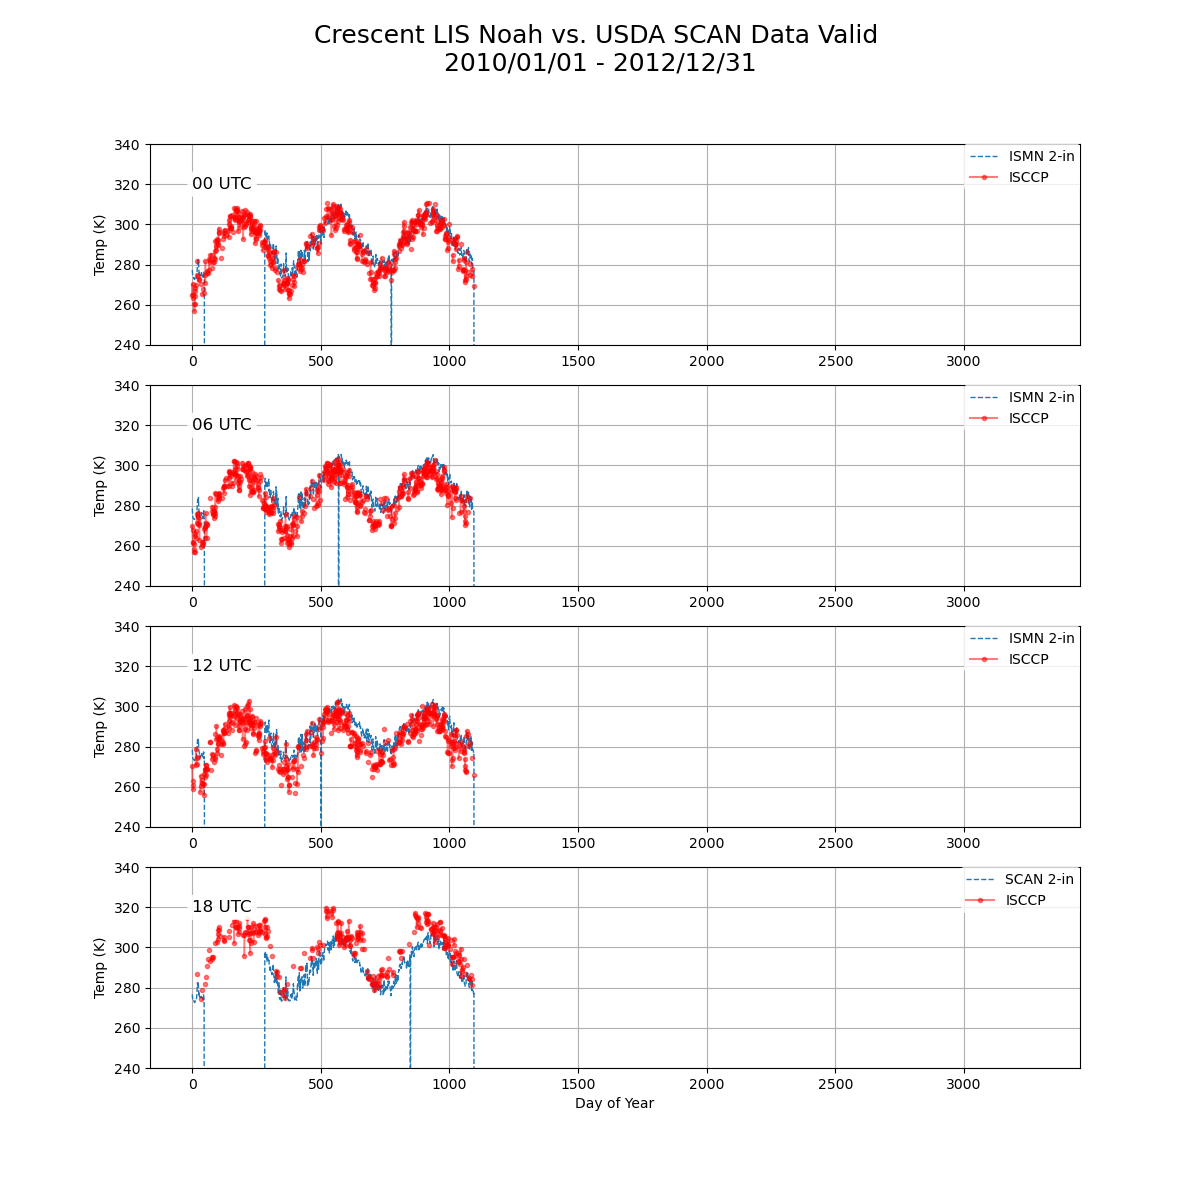 Crescent LIS Noah vs. USDA SCAN Data Valid
2010/01/01 - 2012/12/31
340
320
300
280
260
240
Temp (K)
00 UTC
ISMN 2-in
ISCCP
0 500 1000 1500 2000 2500 3000
340
320
300
280
260
240
Temp (K)
06 UTC
ISMN 2-in
ISCCP
0 500 1000 1500 2000 2500 3000
340
320
300
280
260
240
Temp (K)
12 UTC
ISMN 2-in
ISCCP
0 500 1000 1500 2000 2500 3000
340
320
300
280
260
240
Temp (K)
18 UTC
SCAN 2-in
ISCCP
0 500 1000 1500 2000 2500 3000
Day of Year